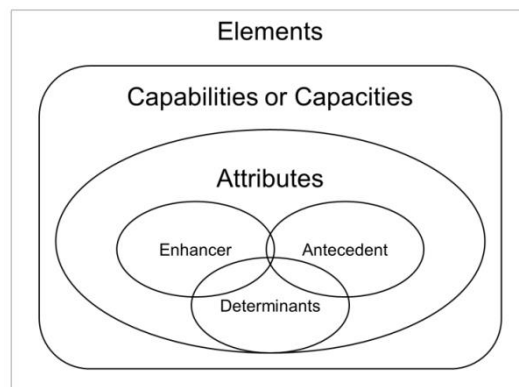 Elements
Capabilities or Capacities
Attributes
Enhancer
Antecedent
Determinants